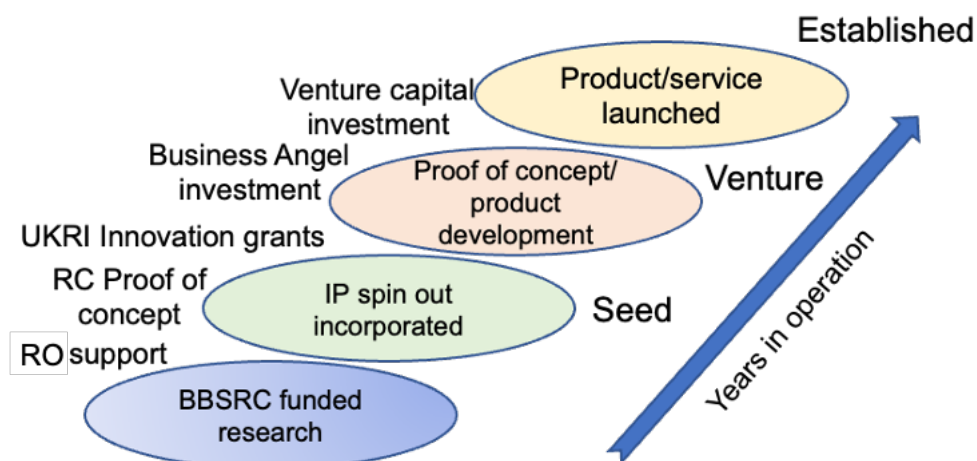 Established
Product/service
launched
Venture capital
investment
Business Angel
investment
Proof of concept/
product
development
Venture
UKRI Innovation grants
RC Proof of
concept
IP spin out
incorporated
Seed
RO support
BBSRC funded
research
Years in operation